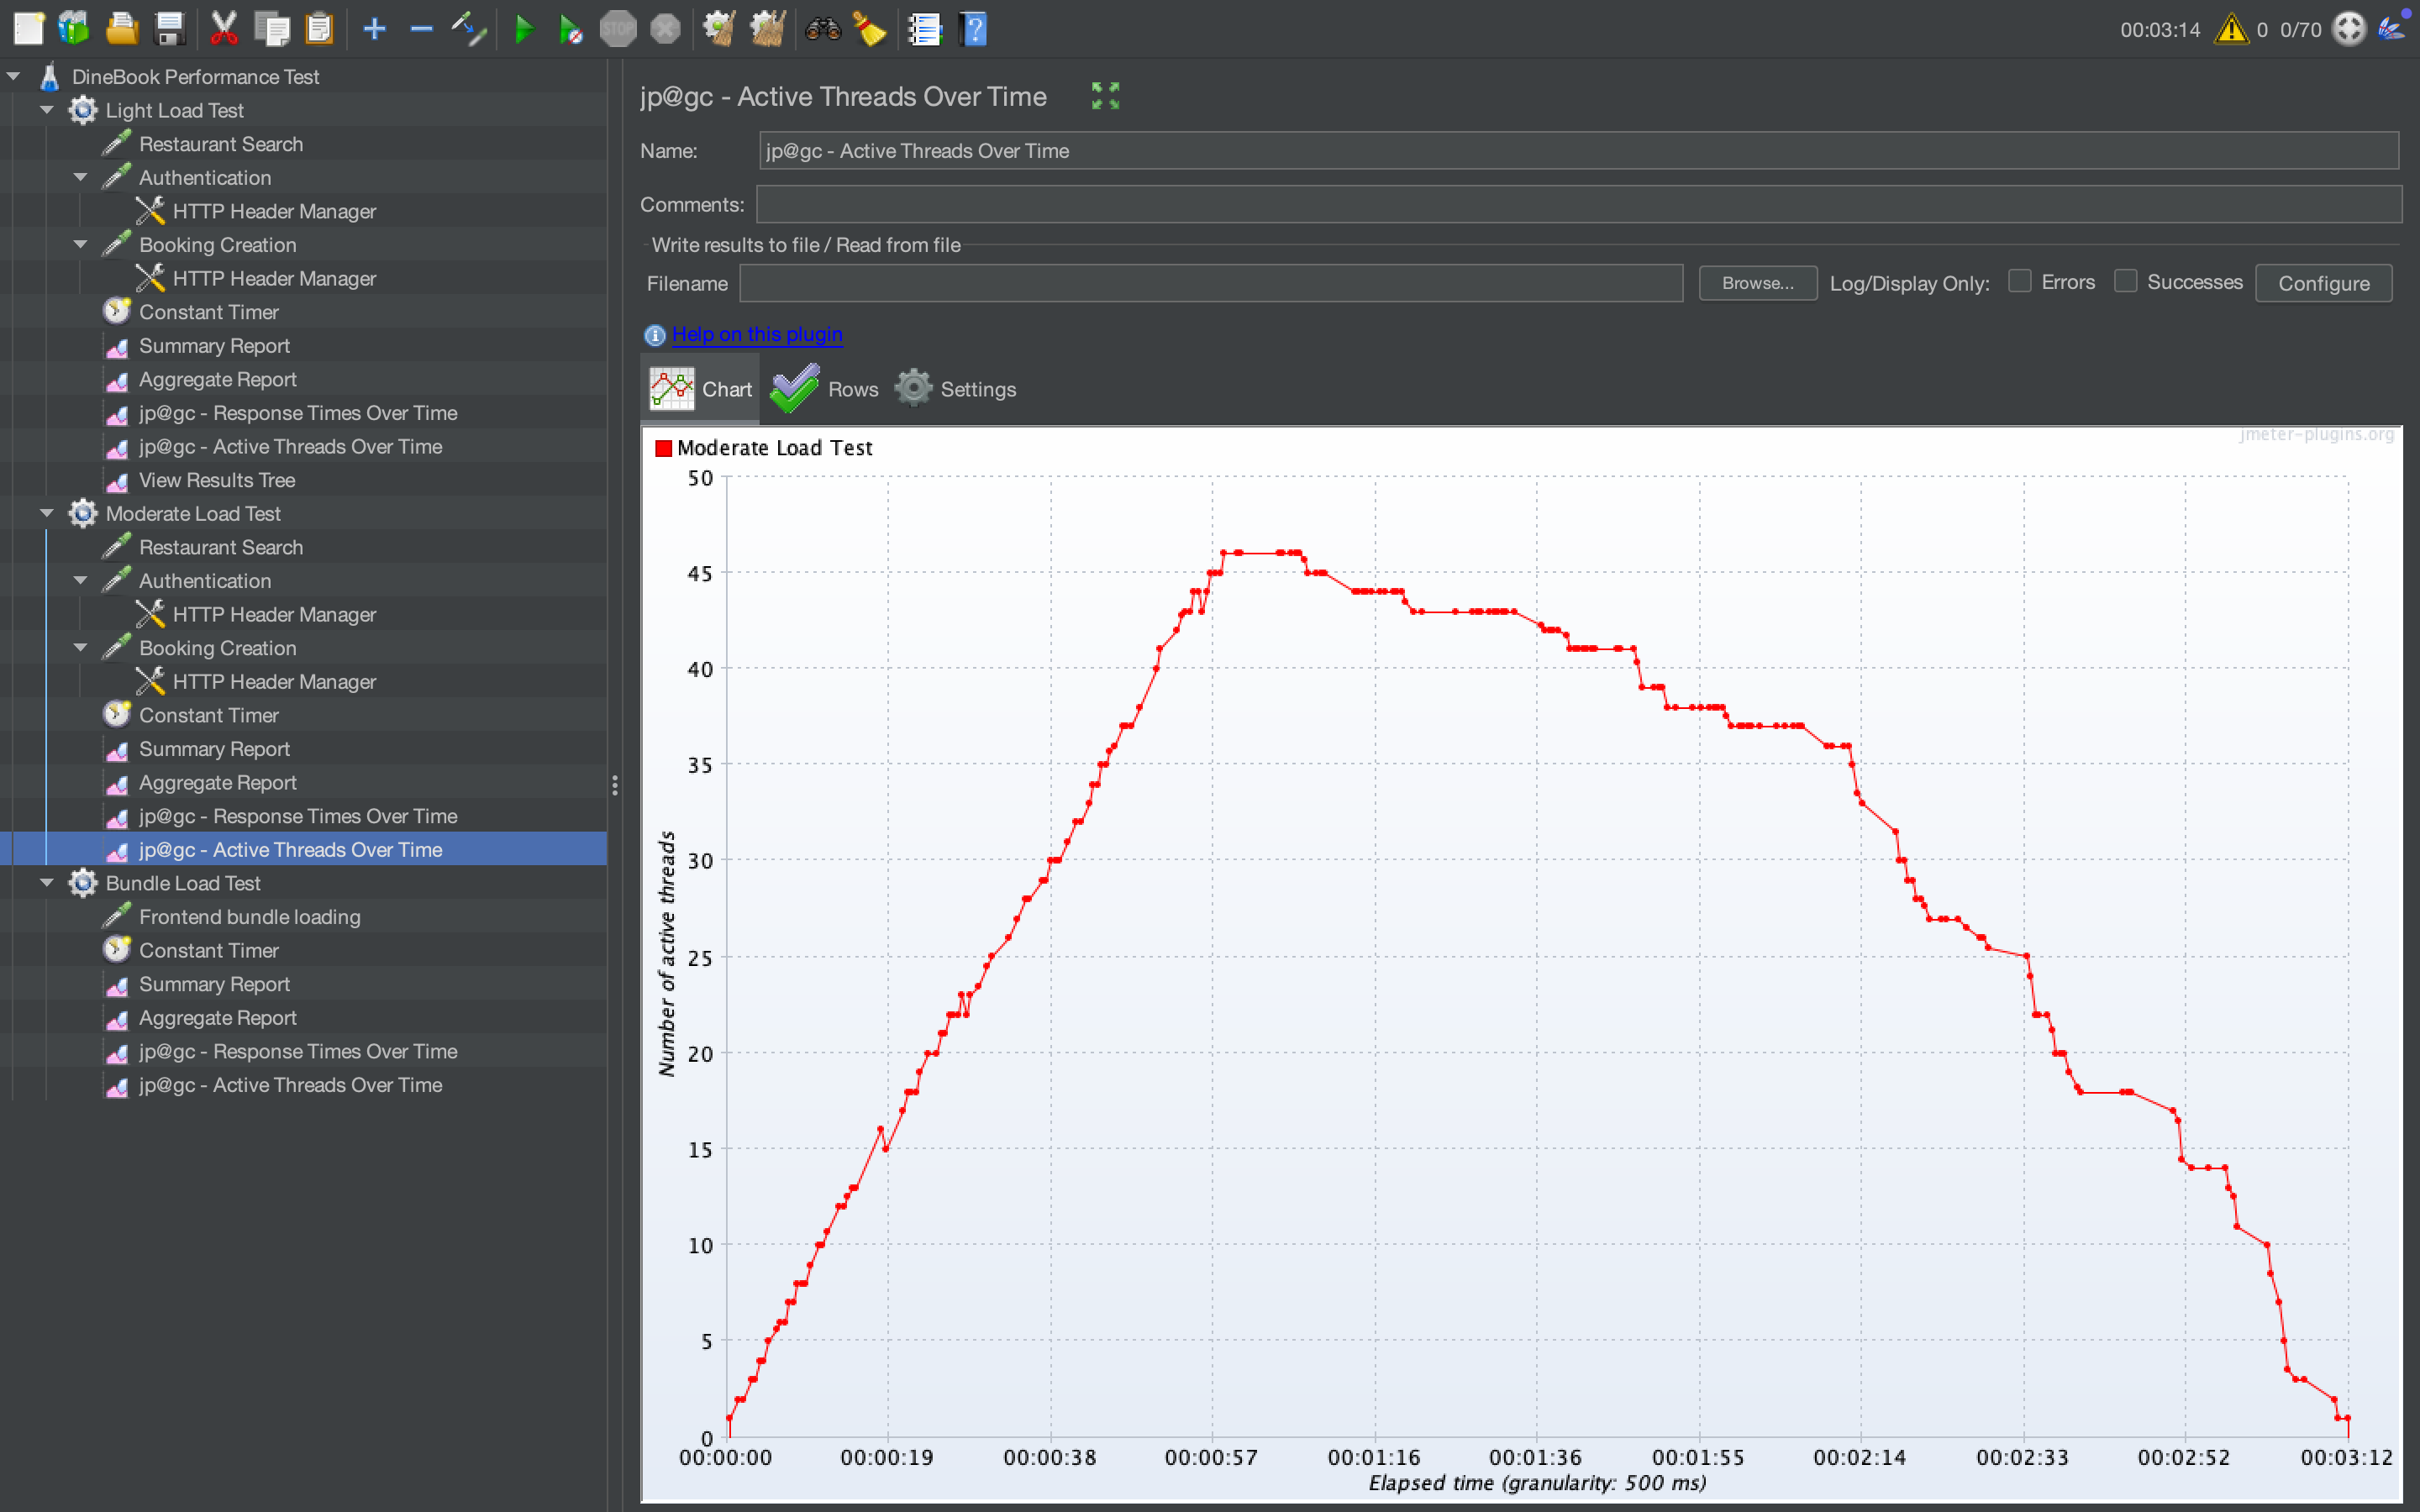 STOP
00:03:14
0
0/70
DineBook Performance Test
Light Load Test
Restaurant Search
Authentication
HTTP Header Manager
Booking Creation
HTTP Header Manager
Constant Timer
Summary Report
Aggregate Report
jp@gc - Response Times Over Time
jp@gc - Active Threads Over Time
View Results Tree
Moderate Load Test
Restaurant Search
Authentication
HTTP Header Manager
Booking Creation
HTTP Header Manager
Constant Timer
Summary Report
Aggregate Report
jp@gc - Response Times Over Time
jp@gc - Active Threads Over Time
Bundle Load Test
Frontend bundle loading
Constant Timer
Summary Report
Aggregate Report
jp@gc - Response Times Over Time
jp@gc - Active Threads Over Time
jp@gc - Active Threads Over Time
Name: jp@gc - Active Threads Over Time
Comments:
Write results to file / Read from file
Filename Browse... Log/Display Only: Errors Successes Configure
Help on this plugin
Chart Rows Settings
jmeter-plugins.org
Moderate Load Test
50
45
40
35
30
25
20
15
10
5
0
Number of active threads
00:00:00 00:00:19 00:00:38 00:00:57 00:01:16 00:01:36 00:01:55 00:02:14 00:02:33 00:02:52 00:03:12
Elapsed time (granularity: 500 ms)